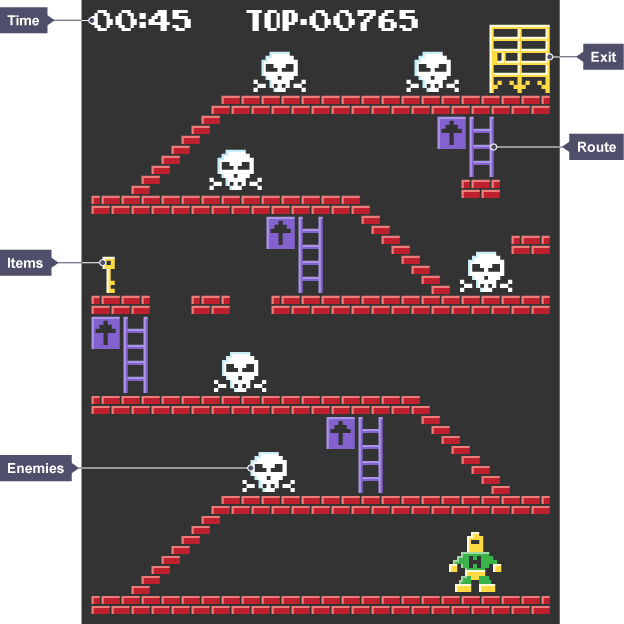 Time
00:45 TOP·00765
Exit
Route
Items
Enemies
H